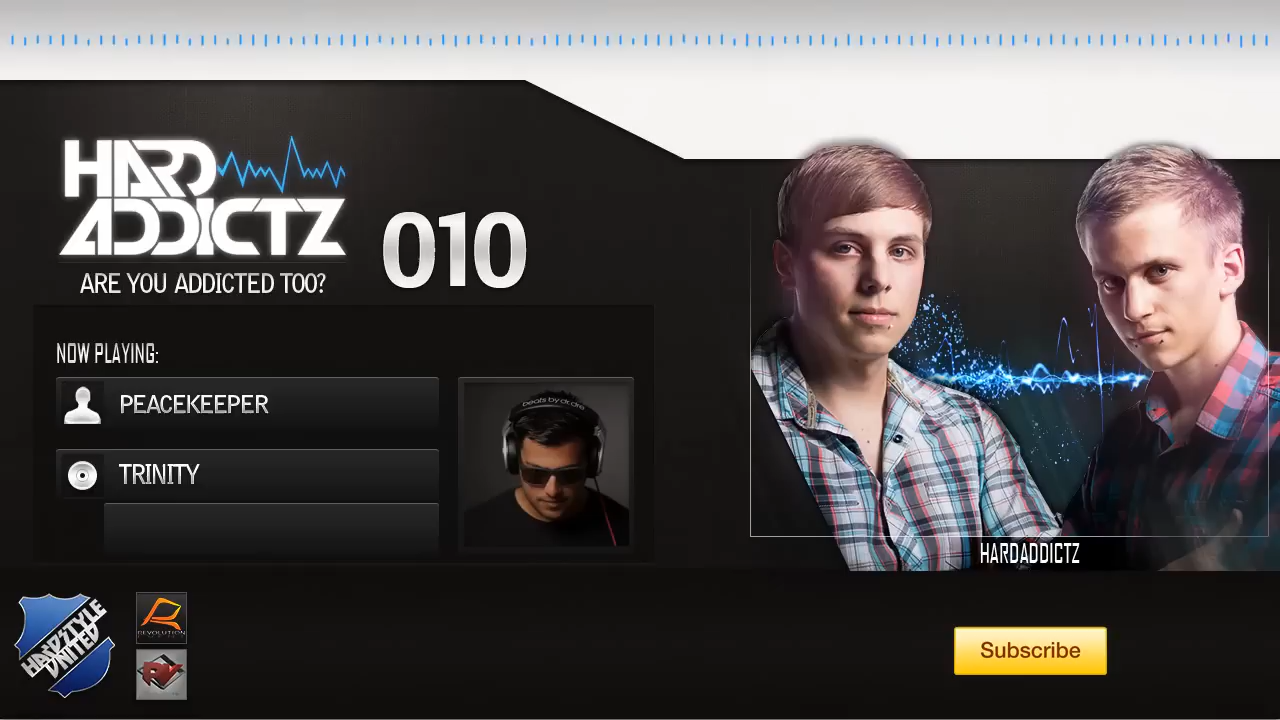 HARD
ADDICTZ
ARE YOU ADDICTED TOO?
010
NOW PLAYING:
PEACEKEEPER
TRINITY
beats by dr. dre
HARDADDICTZ
HARDSTYLE
UNITED
REVOLUTION
Subscribe